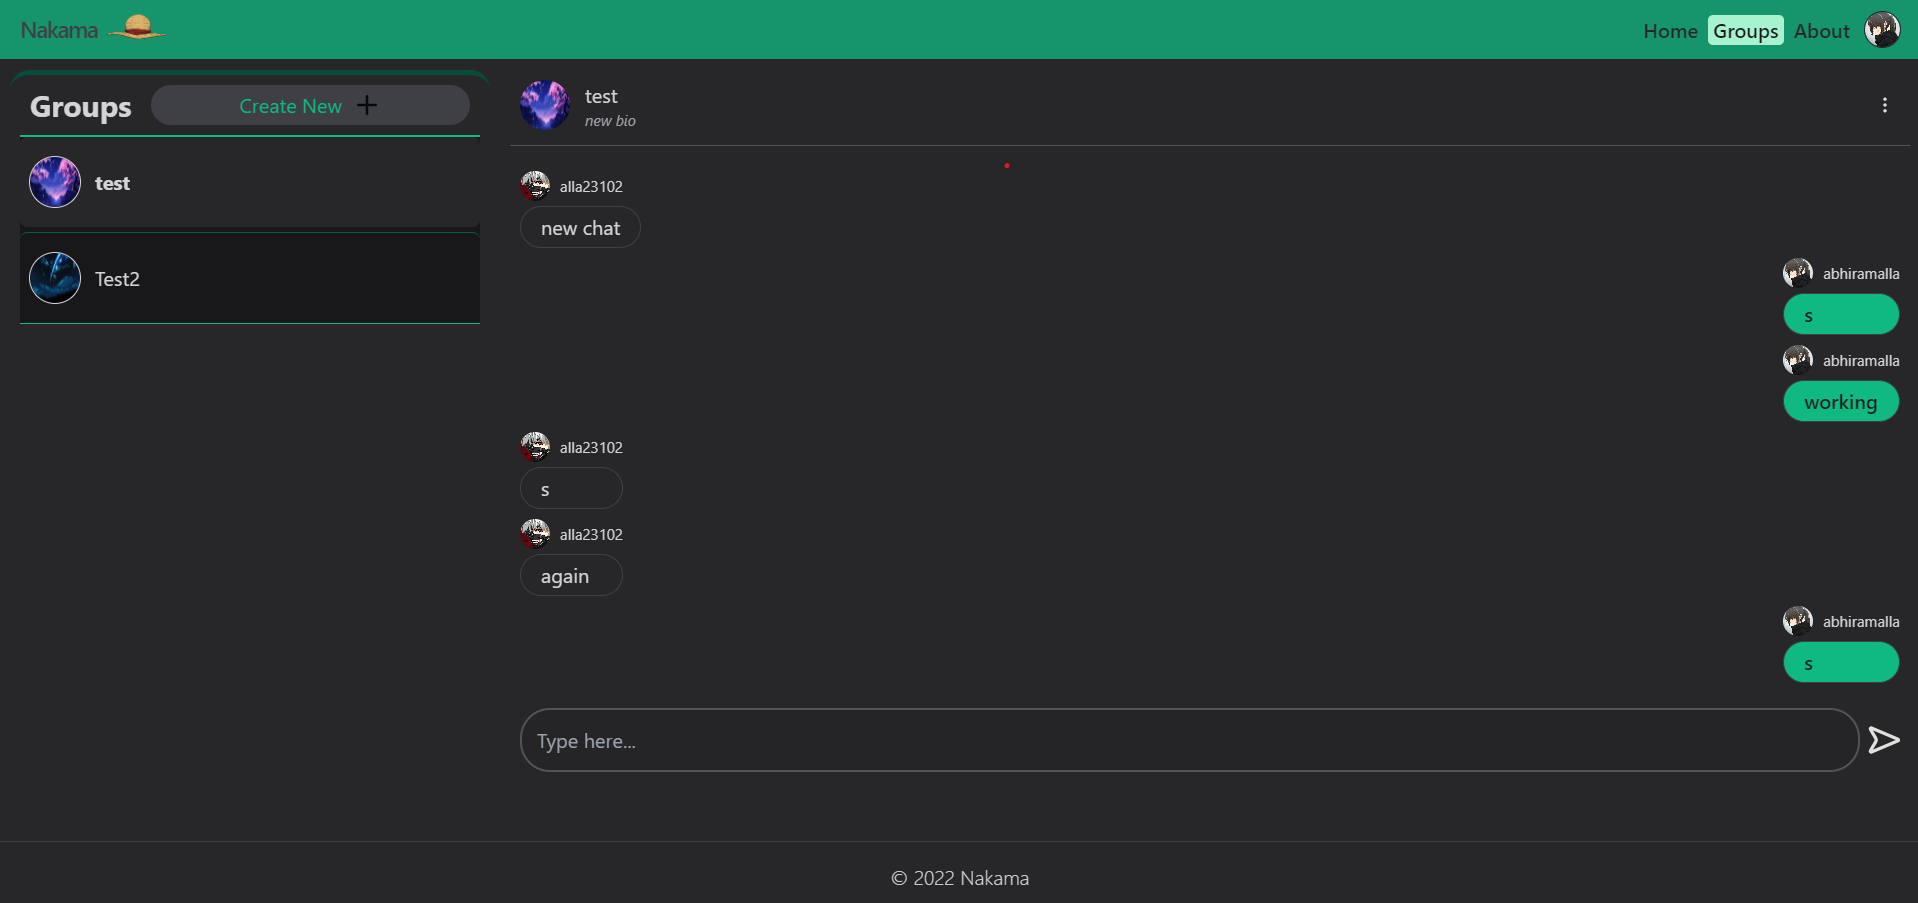 Nakama
Home Groups About
Groups
Create New
test
Test2
test
new bio
alla23102
new chat
abhiramalla
s
abhiramalla
working
alla23102
s
alla23102
again
abhiramalla
s
Type here...
© 2022 Nakama